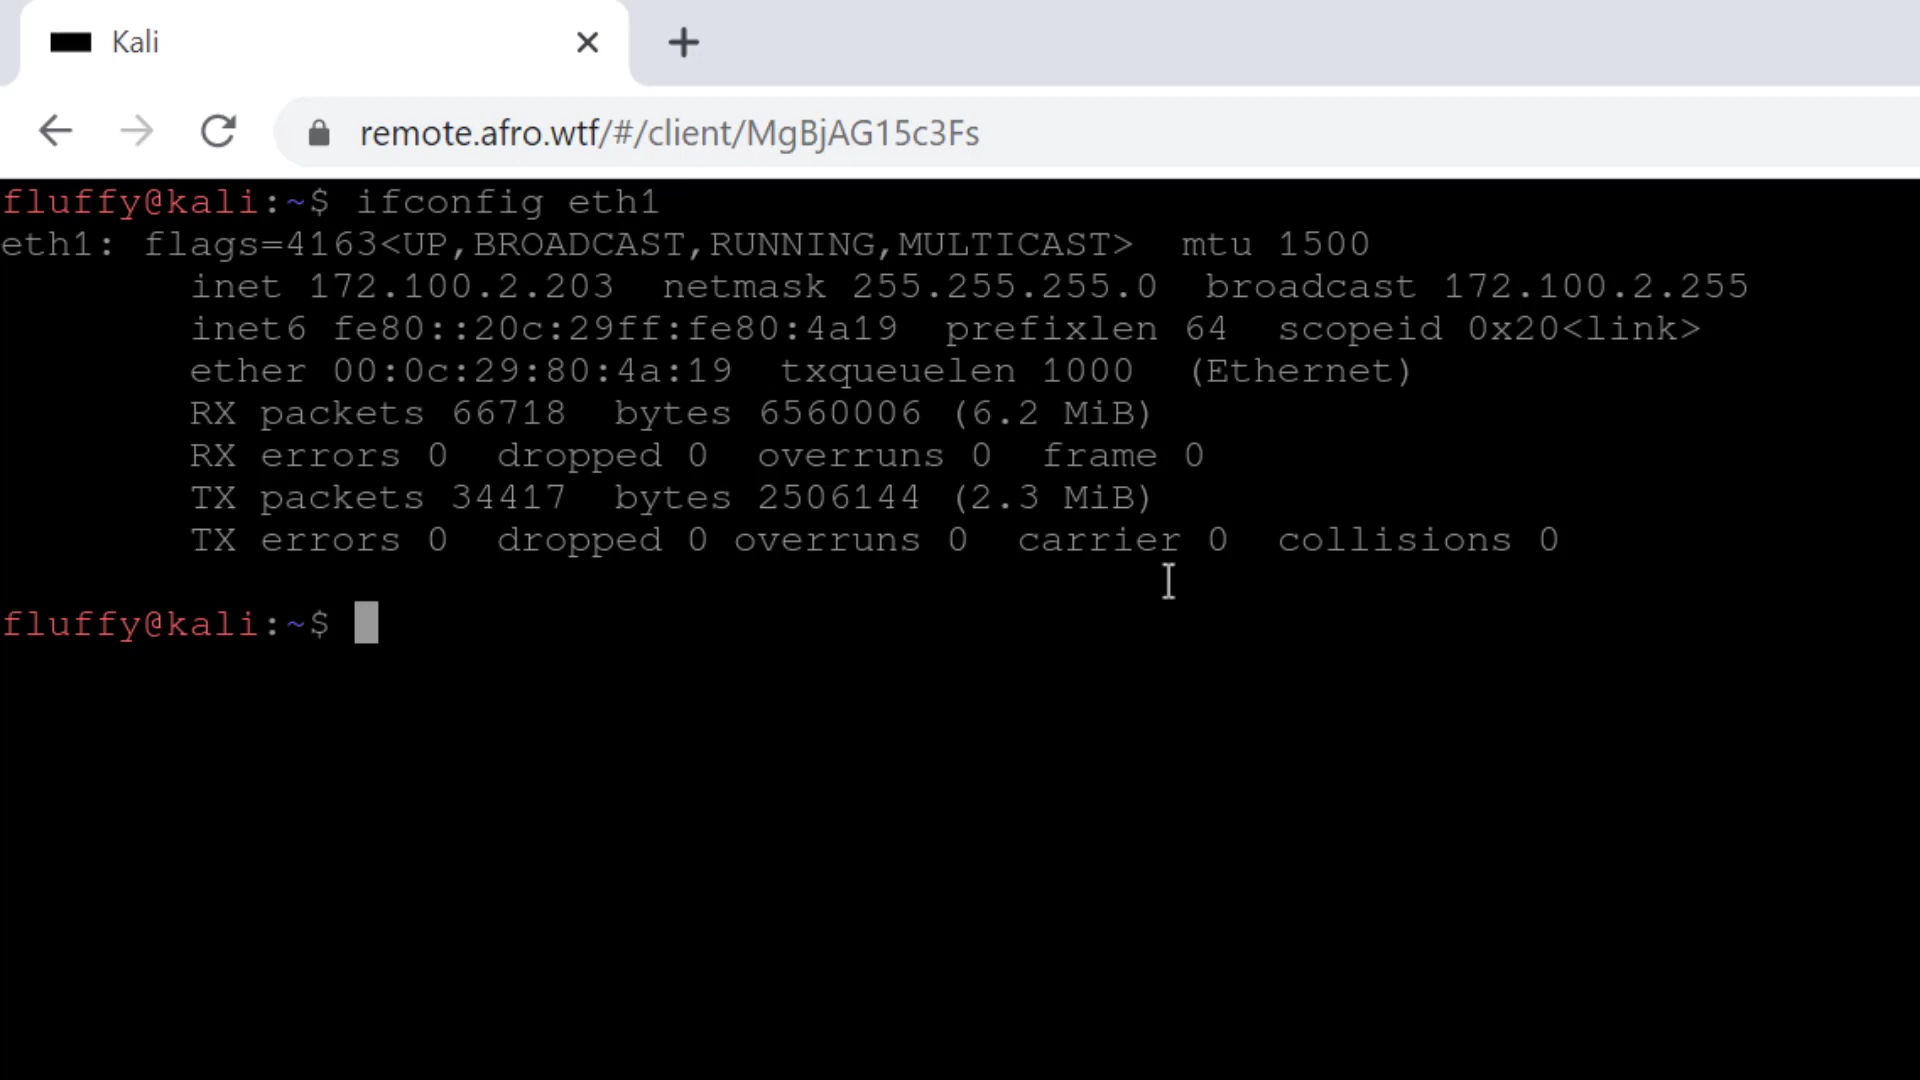 Kali
remote.afro.wtf/#/client/MgBjAG15c3Fs
fluffy@kali:~$ ifconfig eth1
eth1: flags=4163<UP,BROADCAST,RUNNING,MULTICAST>  mtu 1500
        inet 172.100.2.203  netmask 255.255.255.0  broadcast 172.100.2.255
        inet6 fe80::20c:29ff:fe80:4a19  prefixlen 64  scopeid 0x20<link>
        ether 00:0c:29:80:4a:19  txqueuelen 1000  (Ethernet)
        RX packets 66718  bytes 6560006 (6.2 MiB)
        RX errors 0  dropped 0  overruns 0  frame 0
        TX packets 34417  bytes 2506144 (2.3 MiB)
        TX errors 0  dropped 0 overruns 0  carrier 0  collisions 0
fluffy@kali:~$